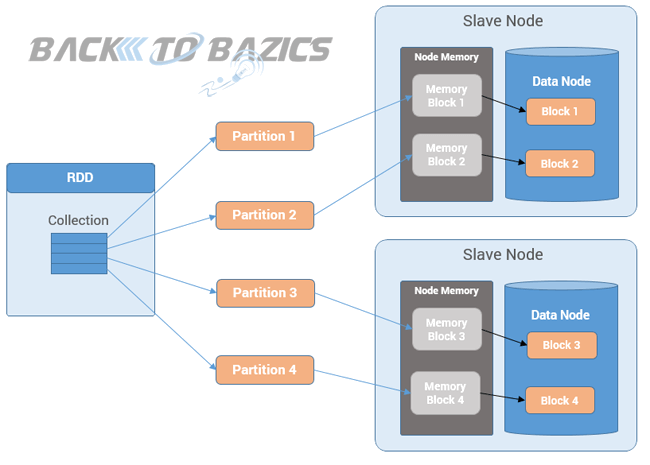 BACK TO BAZICS
RDD
Collection
Partition 1
Partition 2
Partition 3
Partition 4
Slave Node
Node Memory
Memory
Block 1
Memory
Block 2
Data Node
Block 1
Block 2
Slave Node
Node Memory
Memory
Block 3
Memory
Block 4
Data Node
Block 3
Block 4